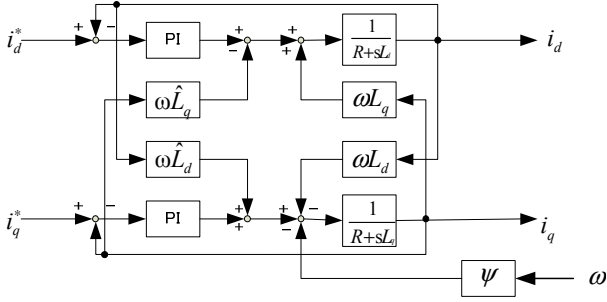 + − + − + +
i_d^* PI 1/(R+sL_d) i_d
ωL̂_q ωL_q
ωL̂_d ωL_d
+ − + + + − −
i_q^* PI 1/(R+sL_q) i_q
ψ ω